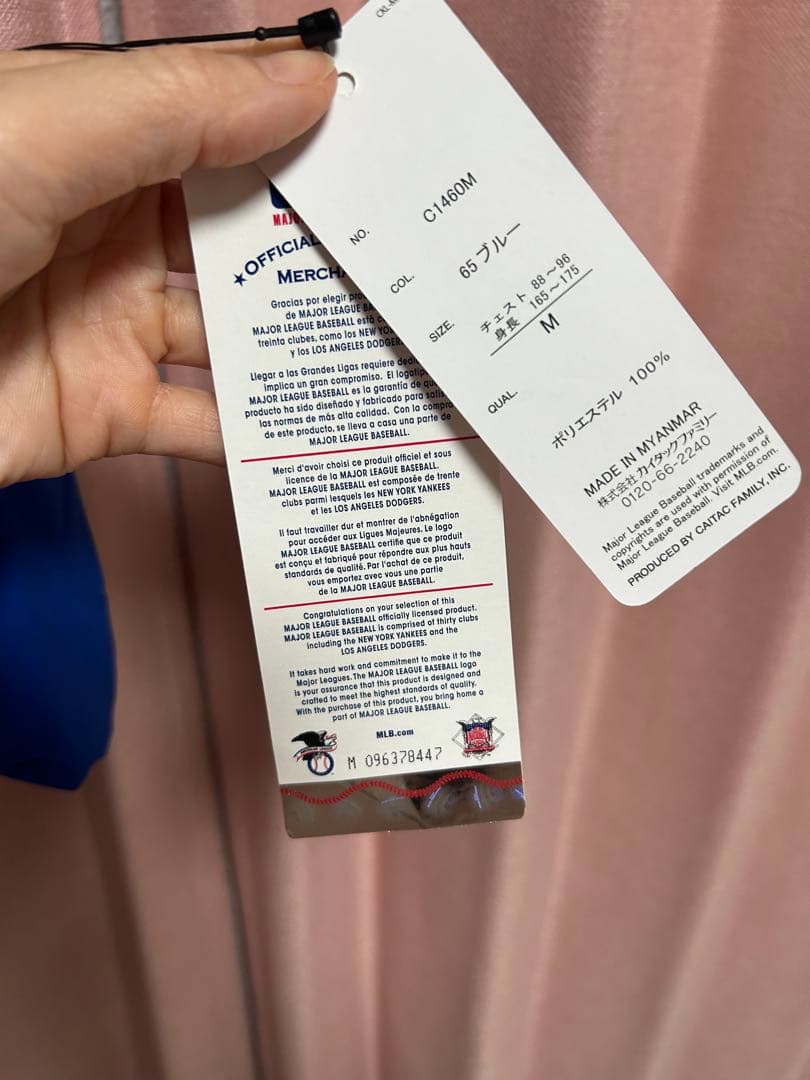 NO. C1460M
COL. 65 ブルー
SIZE. チェスト 88～96
身長 165～175
M
QUAL. ポリエステル 100%
MADE IN MYANMAR
株式会社 カイタックファミリー
0120-66-2240
Major League Baseball trademarks and
copyrights are used with permission of
Major League Baseball. Visit MLB.com.
PRODUCED BY CAITAC FAMILY, INC.
★OFFICIAL
Gracias por elegir
de MAJOR LEAGUE
MAJOR LEAGUE BASEBALL está
treinta clubes, como los NEW
y los LOS ANGELES
Llegar a las Grandes Ligas requiere
implica un gran compromiso. El
MAJOR LEAGUE BASEBALL es la garantía de
producto ha sido diseñado y fabricado para
las normas de más alta calidad. Con la
de este producto, se lleva a casa una parte de
MAJOR LEAGUE BASEBALL.
Merci d'avoir choisi ce produit officiel et sous
licence de la MAJOR LEAGUE BASEBALL.
MAJOR LEAGUE BASEBALL est composée de trente
clubs parmi lesquels les NEW YORK YANKEES
et les LOS ANGELES DODGERS.
Il faut travailler dur et montrer de l'abnégation
pour accéder aux Ligues Majeures. Le logo
MAJOR LEAGUE BASEBALL certifie que ce produit
est conçu et fabriqué pour répondre aux plus hauts
standards de qualité. Par l'achat de ce produit,
vous emportez avec vous une partie
de la MAJOR LEAGUE BASEBALL.
Congratulations on your selection of this
MAJOR LEAGUE BASEBALL officially licensed product.
MAJOR LEAGUE BASEBALL is comprised of thirty clubs
including the NEW YORK YANKEES and the
LOS ANGELES DODGERS.
It takes hard work and commitment to make it to the
Major Leagues. The MAJOR LEAGUE BASEBALL logo
is your assurance that this product is designed and
crafted to meet the highest standards of quality.
With the purchase of this product, you bring home a
part of MAJOR LEAGUE BASEBALL.
MLB.com
M 096378447